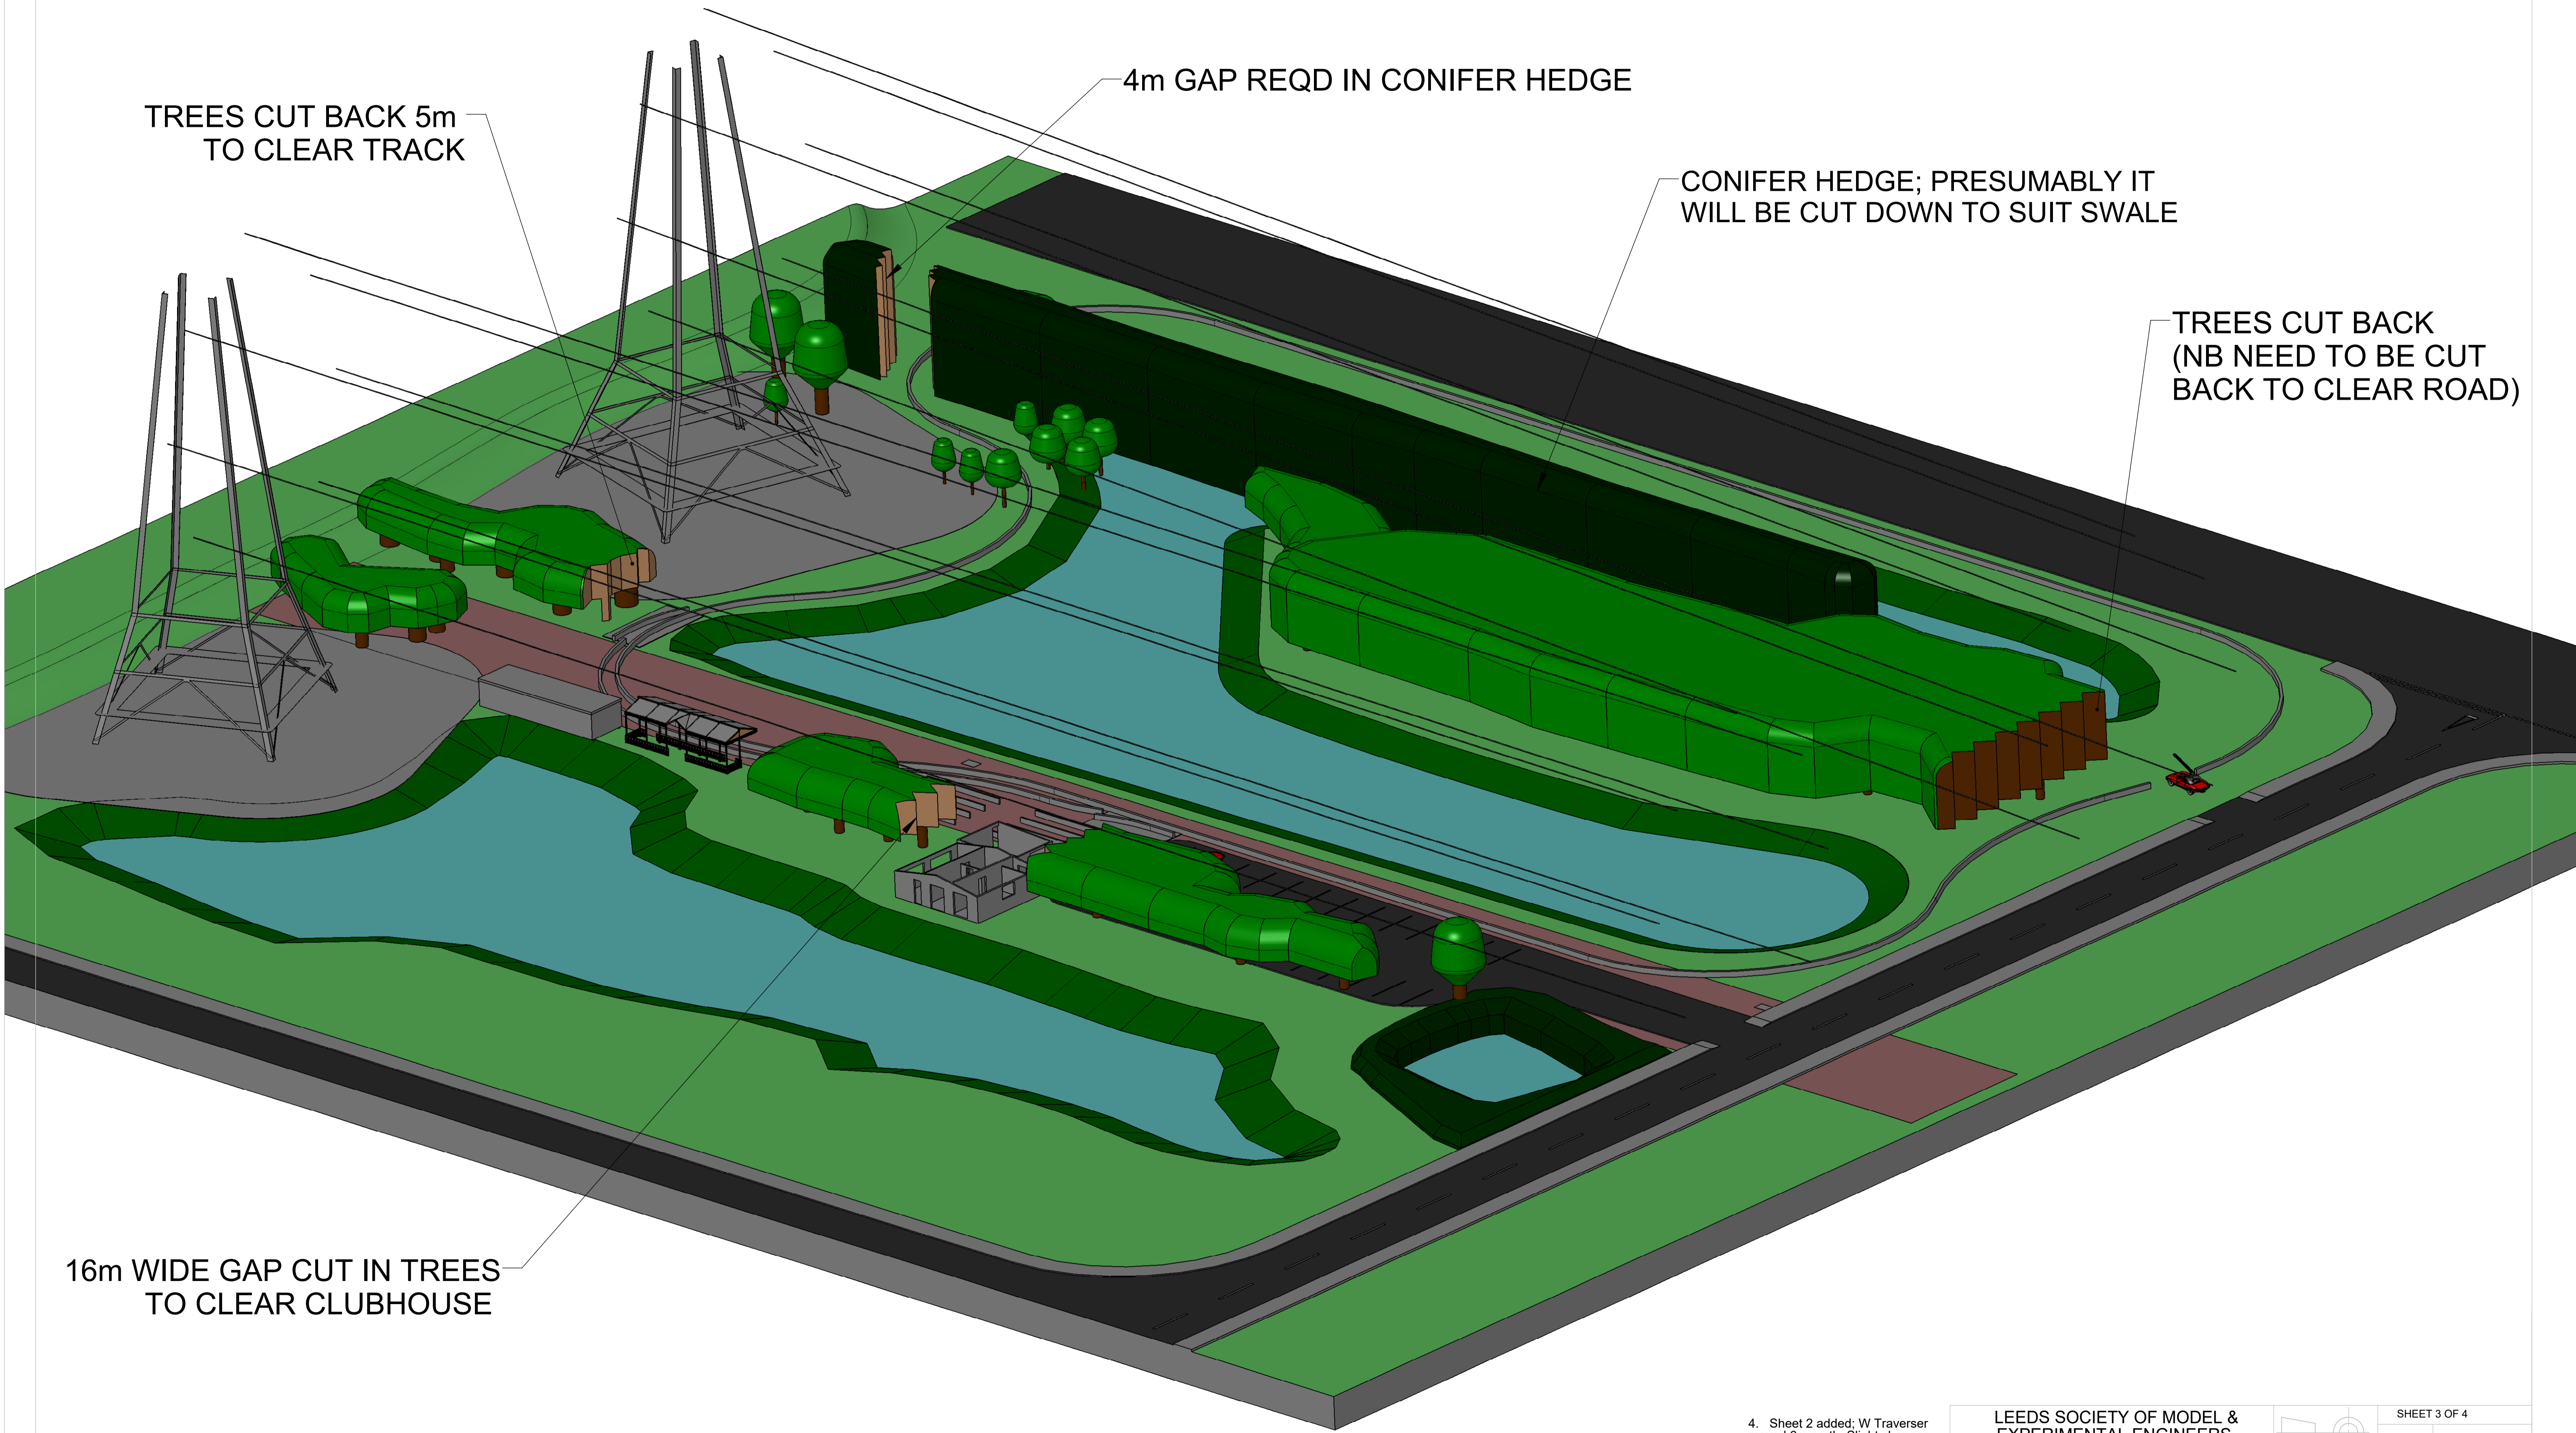 4m GAP REQD IN CONIFER HEDGE
TREES CUT BACK 5m
TO CLEAR TRACK
CONIFER HEDGE; PRESUMABLY IT
WILL BE CUT DOWN TO SUIT SWALE
TREES CUT BACK
(NB NEED TO BE CUT
BACK TO CLEAR ROAD)
16m WIDE GAP CUT IN TREES
TO CLEAR CLUBHOUSE
4. Sheet 2 added; W Traverser
LEEDS SOCIETY OF MODEL &
EXPERIMENTAL ENGINEERS
SHEET 3 OF 4